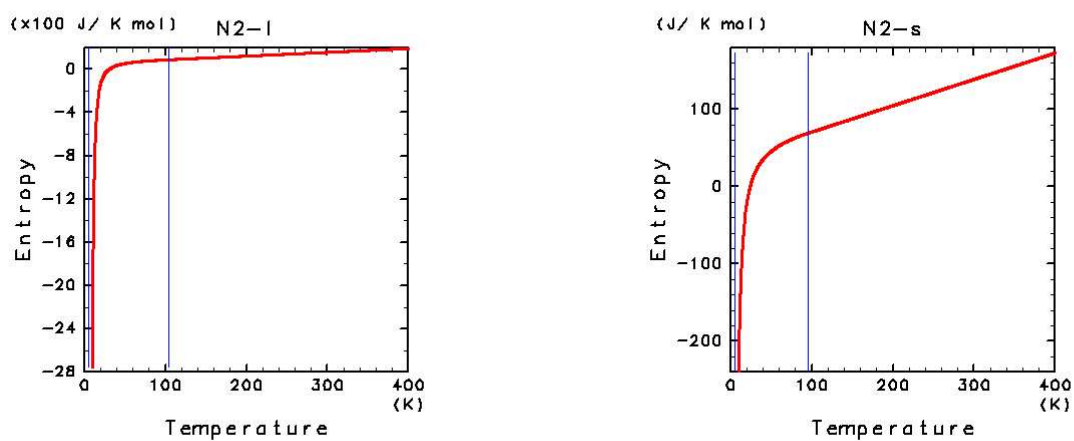 (×100 J/ K mol) N2-l
0
-4
-8
-12
-16
-20
-24
-28
0 100 200 300 400
(K)
Temperature
Entropy
(J/ K mol) N2-s
100
0
-100
-200
0 100 200 300 400
(K)
Temperature
Entropy